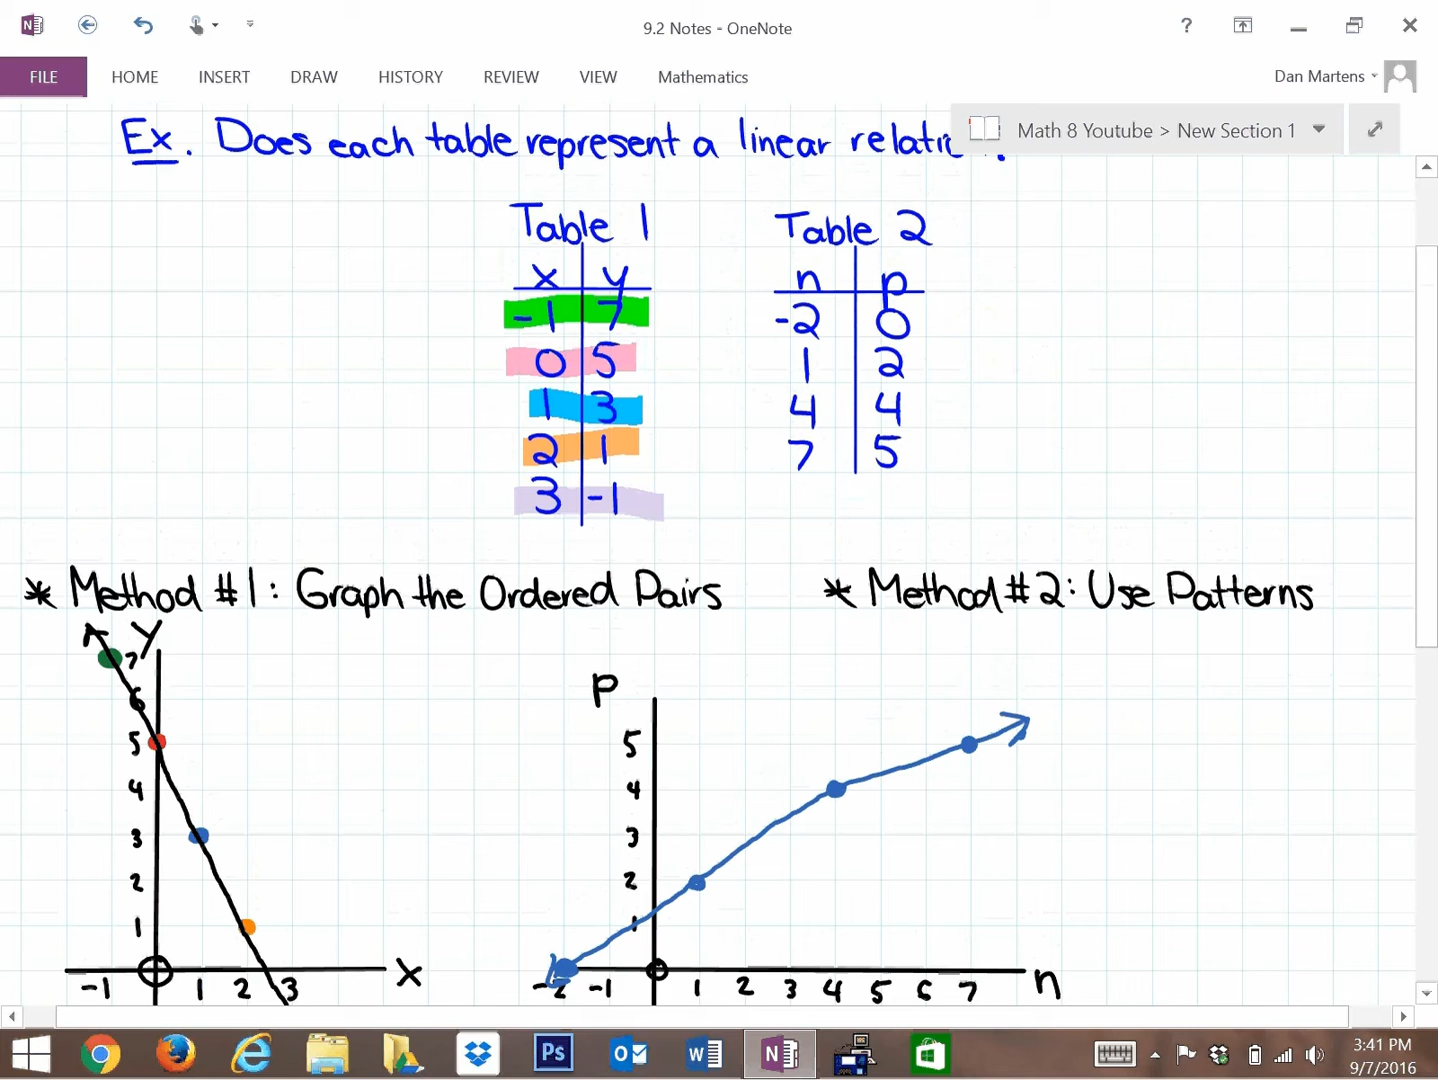 9.2 Notes - OneNote
?
FILE HOME INSERT DRAW HISTORY REVIEW VIEW Mathematics
Dan Martens
Ex. Does each table represent a linear
Math 8 Youtube > New Section 1
Table 1 Table 2
x y n p
-1 7 -2 0
0 5 1 2
1 3 4 4
2 1 7 5
3 -1
* Method #1: Graph the Ordered Pairs * Method #2: Use Patterns
Y
7
6
5
4
3
2
1
-1 1 2 3 X
P
5
4
3
2
1
-2 -1 1 2 3 4 5 6 7 n
Ps
3:41 PM
9/7/2016